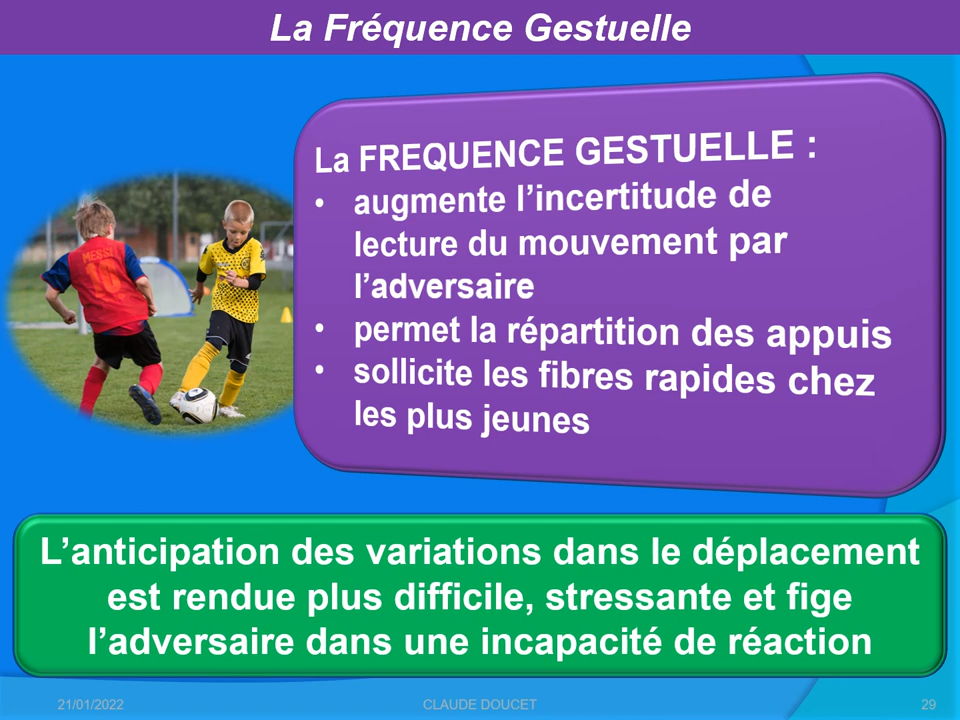 La Fréquence Gestuelle
La FREQUENCE GESTUELLE :
• augmente l’incertitude de
lecture du mouvement par
l’adversaire
• permet la répartition des appuis
• sollicite les fibres rapides chez
les plus jeunes
MESSI
10
L’anticipation des variations dans le déplacement
est rendue plus difficile, stressante et fige
l’adversaire dans une incapacité de réaction
21/01/2022 CLAUDE DOUCET 29